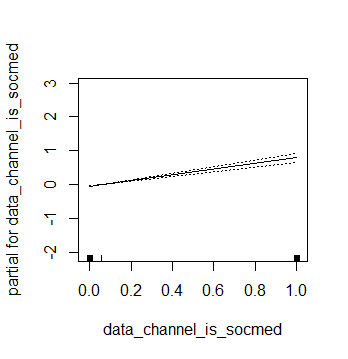 partial for data_channel_is_socmed
3
2
1
0
-1
-2
0.0 0.2 0.4 0.6 0.8 1.0
data_channel_is_socmed